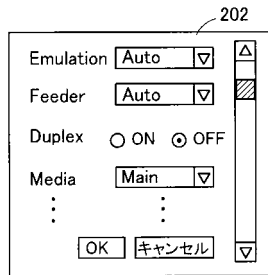 202
Emulation Auto
Feeder Auto
Duplex ON OFF
Media Main
OK キャンセル